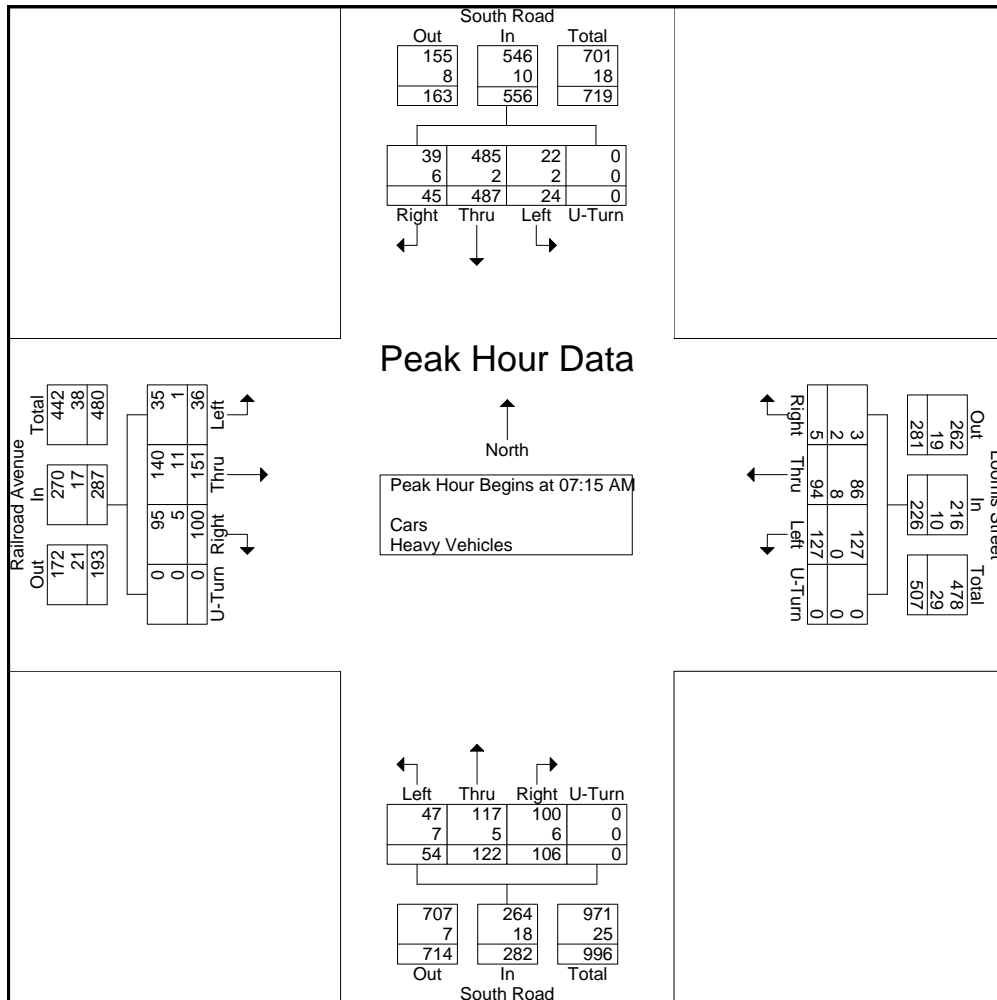 South Road
Out In Total
155 546 701
8 10 18
163 556 719
39 485 22 0
6 2 2 0
45 487 24 0
Right Thru Left U-Turn
Peak Hour Data
North
Peak Hour Begins at 07:15 AM
Cars
Heavy Vehicles
Railroad Avenue
Out In Total
172 270 442
21 17 38
193 287 480
35 140 95 0
1 11 5 0
36 151 100 0
Left Thru Right U-Turn
Loomis Street
Out In Total
262 216 478
19 10 29
281 226 507
3 86 127 0
2 8 0 0
5 94 127 0
Right Thru Left U-Turn
Left Thru Right U-Turn
47 117 100 0
7 5 6 0
54 122 106 0
707 264 971
7 18 25
714 282 996
Out In Total
South Road